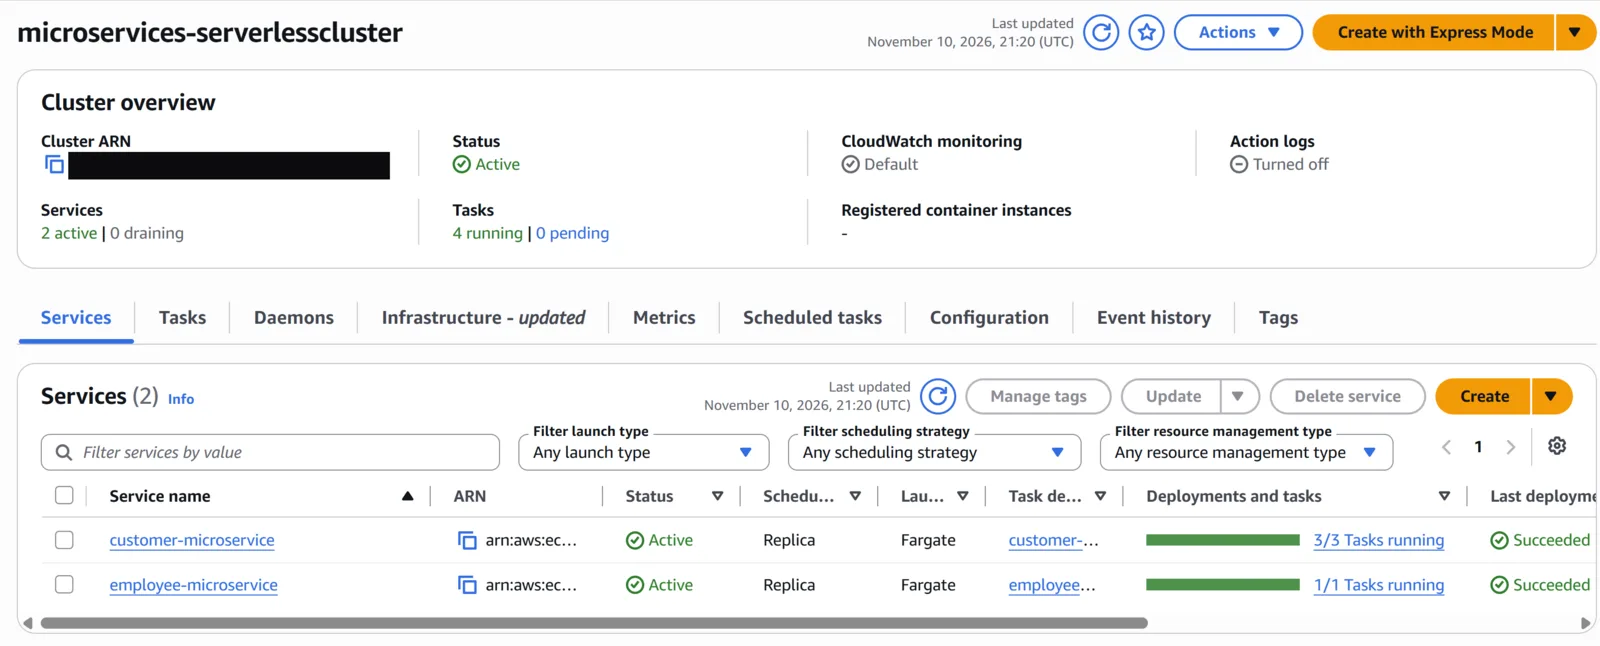 microservices-serverlesscluster
Last updated
November 10, 2026, 21:20 (UTC)
Actions
Create with Express Mode
Cluster overview
Cluster ARN
Status
Active
CloudWatch monitoring
Default
Action logs
Turned off
Services
2 active | 0 draining
Tasks
4 running | 0 pending
Registered container instances
-
Services
Tasks
Daemons
Infrastructure - updated
Metrics
Scheduled tasks
Configuration
Event history
Tags
Services (2) Info
Last updated
November 10, 2026, 21:20 (UTC)
Manage tags
Update
Delete service
Create
Filter services by value
Filter launch type
Any launch type
Filter scheduling strategy
Any scheduling strategy
Filter resource management type
Any resource management type
1
Service name ARN Status Schedu... Lau... Task de... Deployments and tasks Last deployme
customer-microservice arn:aws:ec... Active Replica Fargate customer-... 3/3 Tasks running Succeeded
employee-microservice arn:aws:ec... Active Replica Fargate employee... 1/1 Tasks running Succeeded